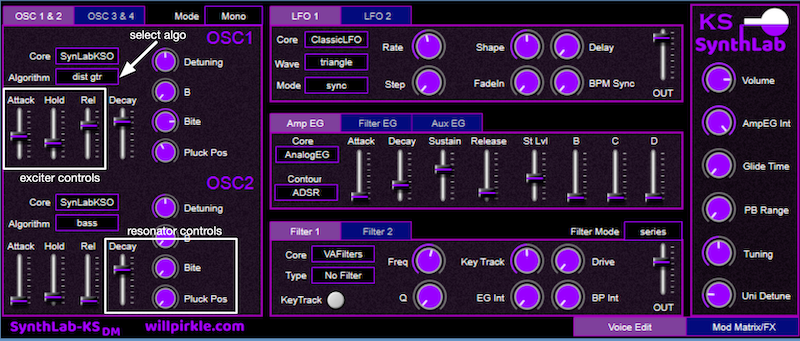 OSC 1 & 2 OSC 3 & 4 Mode Mono
select algo OSC1
Core SynLabKSO Detuning
Algorithm dist gtr B
Attack Hold Rel Decay
Bite
Pluck Pos
exciter controls
OSC2
Core SynLabKSO Detuning
Algorithm bass
resonator controls
Attack Hold Rel Decay
Bite
Pluck Pos
SynthLab-KS DM willpirkle.com
LFO 1 LFO 2
Core ClassicLFO Rate Shape Delay
Wave triangle
Mode sync Step FadeIn BPM Sync
OUT
Amp EG Filter EG Aux EG
Core Attack Decay Sustain Release St Lvl B C D
AnalogEG
Contour
ADSR
Filter 1 Filter 2 Filter Mode series
Core VAFilters Freq Key Track Drive
Type No Filter
KeyTrack Q EG Int BP Int
OUT
KS
SynthLab
Volume
AmpEG Int
Glide Time
PB Range
Tuning
Uni Detune
Voice Edit Mod Matrix/FX